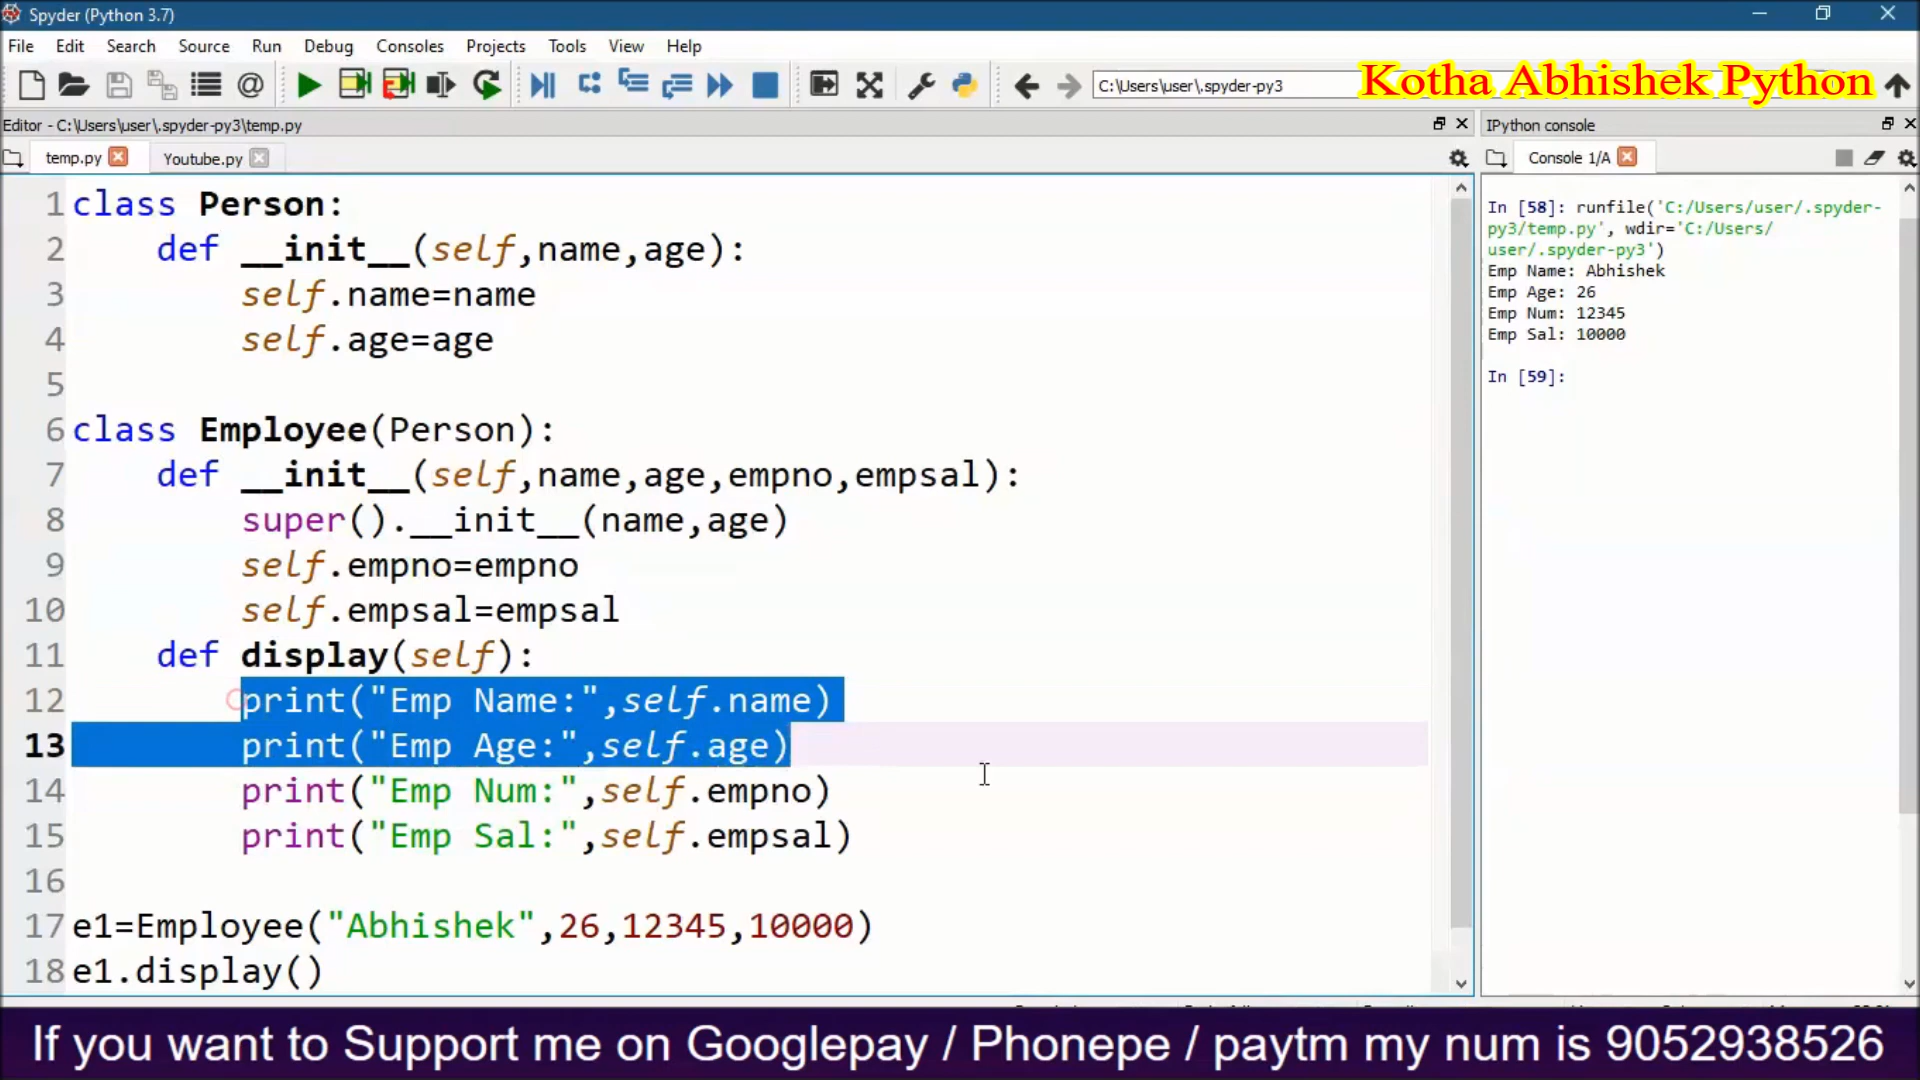 Spyder (Python 3.7)
File Edit Search Source Run Debug Consoles Projects Tools View Help
C:\Users\user\.spyder-py3
Kotha Abhishek Python
Editor - C:\Users\user\.spyder-py3\temp.py
IPython console
temp.py Youtube.py
Console 1/A
1 class Person:
2 def __init__(self,name,age):
3 self.name=name
4 self.age=age
5
6 class Employee(Person):
7 def __init__(self,name,age,empno,empsal):
8 super().__init__(name,age)
9 self.empno=empno
10 self.empsal=empsal
11 def display(self):
12 print("Emp Name:",self.name)
13 print("Emp Age:",self.age)
14 print("Emp Num:",self.empno)
15 print("Emp Sal:",self.empsal)
16
17 e1=Employee("Abhishek",26,12345,10000)
18 e1.display()
In [58]: runfile('C:/Users/user/.spyder-
py3/temp.py', wdir='C:/Users/
user/.spyder-py3')
Emp Name: Abhishek
Emp Age: 26
Emp Num: 12345
Emp Sal: 10000
In [59]:
If you want to Support me on Googlepay / Phonepe / paytm my num is 9052938526